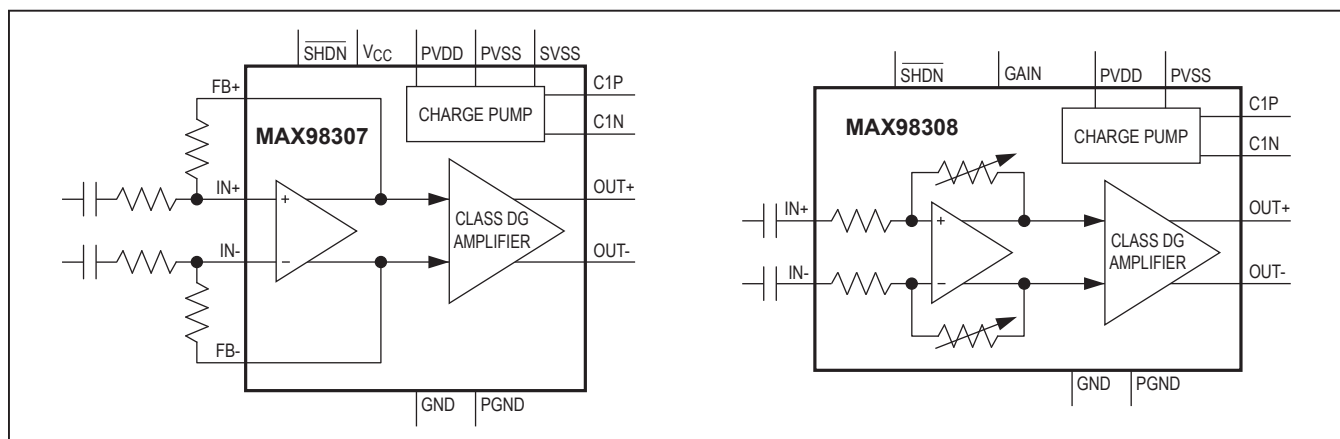 SHDN
VCC
PVDD
PVSS
SVSS
FB+
CHARGE PUMP
C1P
C1N
MAX98307
IN+
OUT+
CLASS DG
AMPLIFIER
IN-
OUT-
FB-
GND
PGND
+
−
SHDN
GAIN
PVDD
PVSS
C1P
MAX98308
CHARGE PUMP
C1N
IN+
OUT+
CLASS DG
AMPLIFIER
IN-
OUT-
GND
PGND
+
−